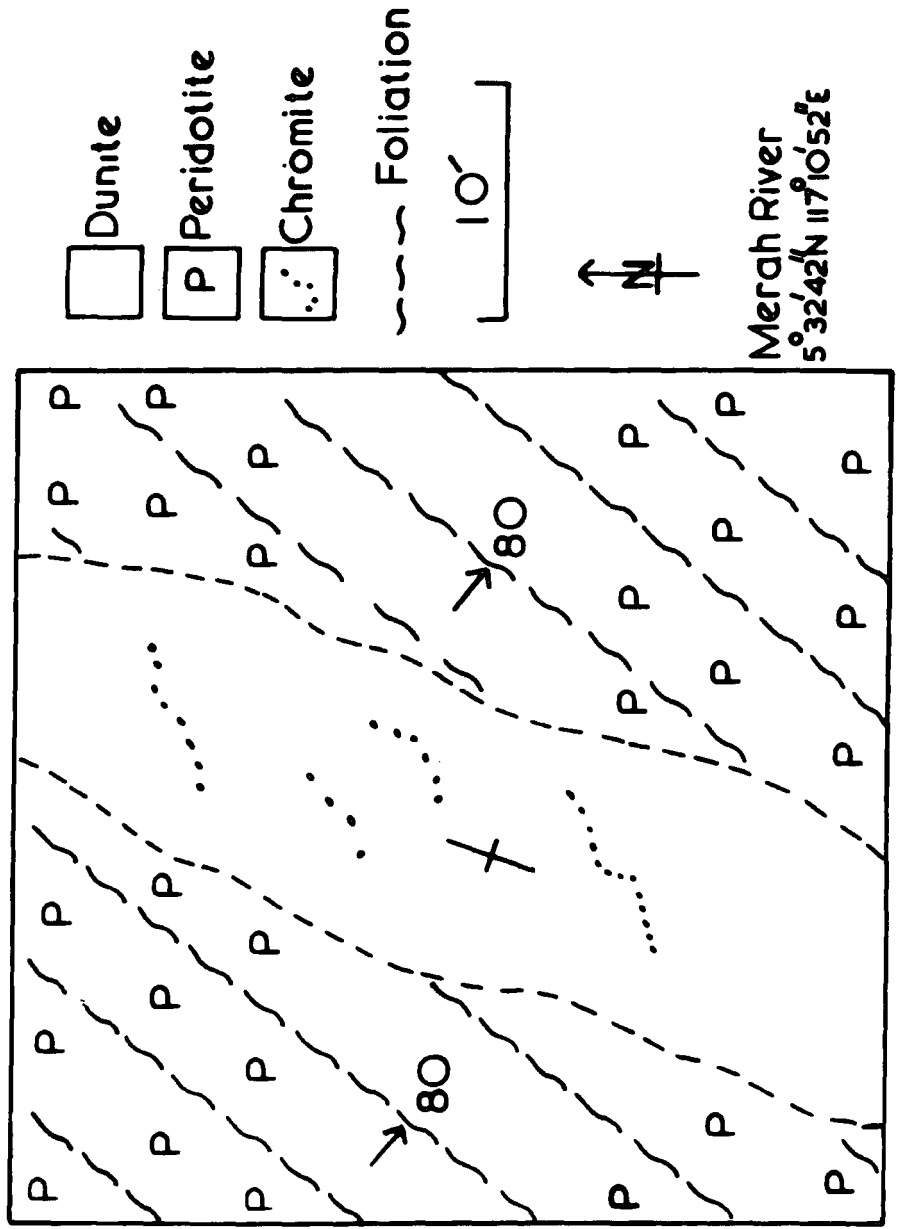 P P P P P P P P P P P P
80
P P P P P P P P P P P P P P P
80
Dunite
P Peridotite
Chromite
Foliation
10'
N
Merah River
5°32'42"N 117°10'52"E